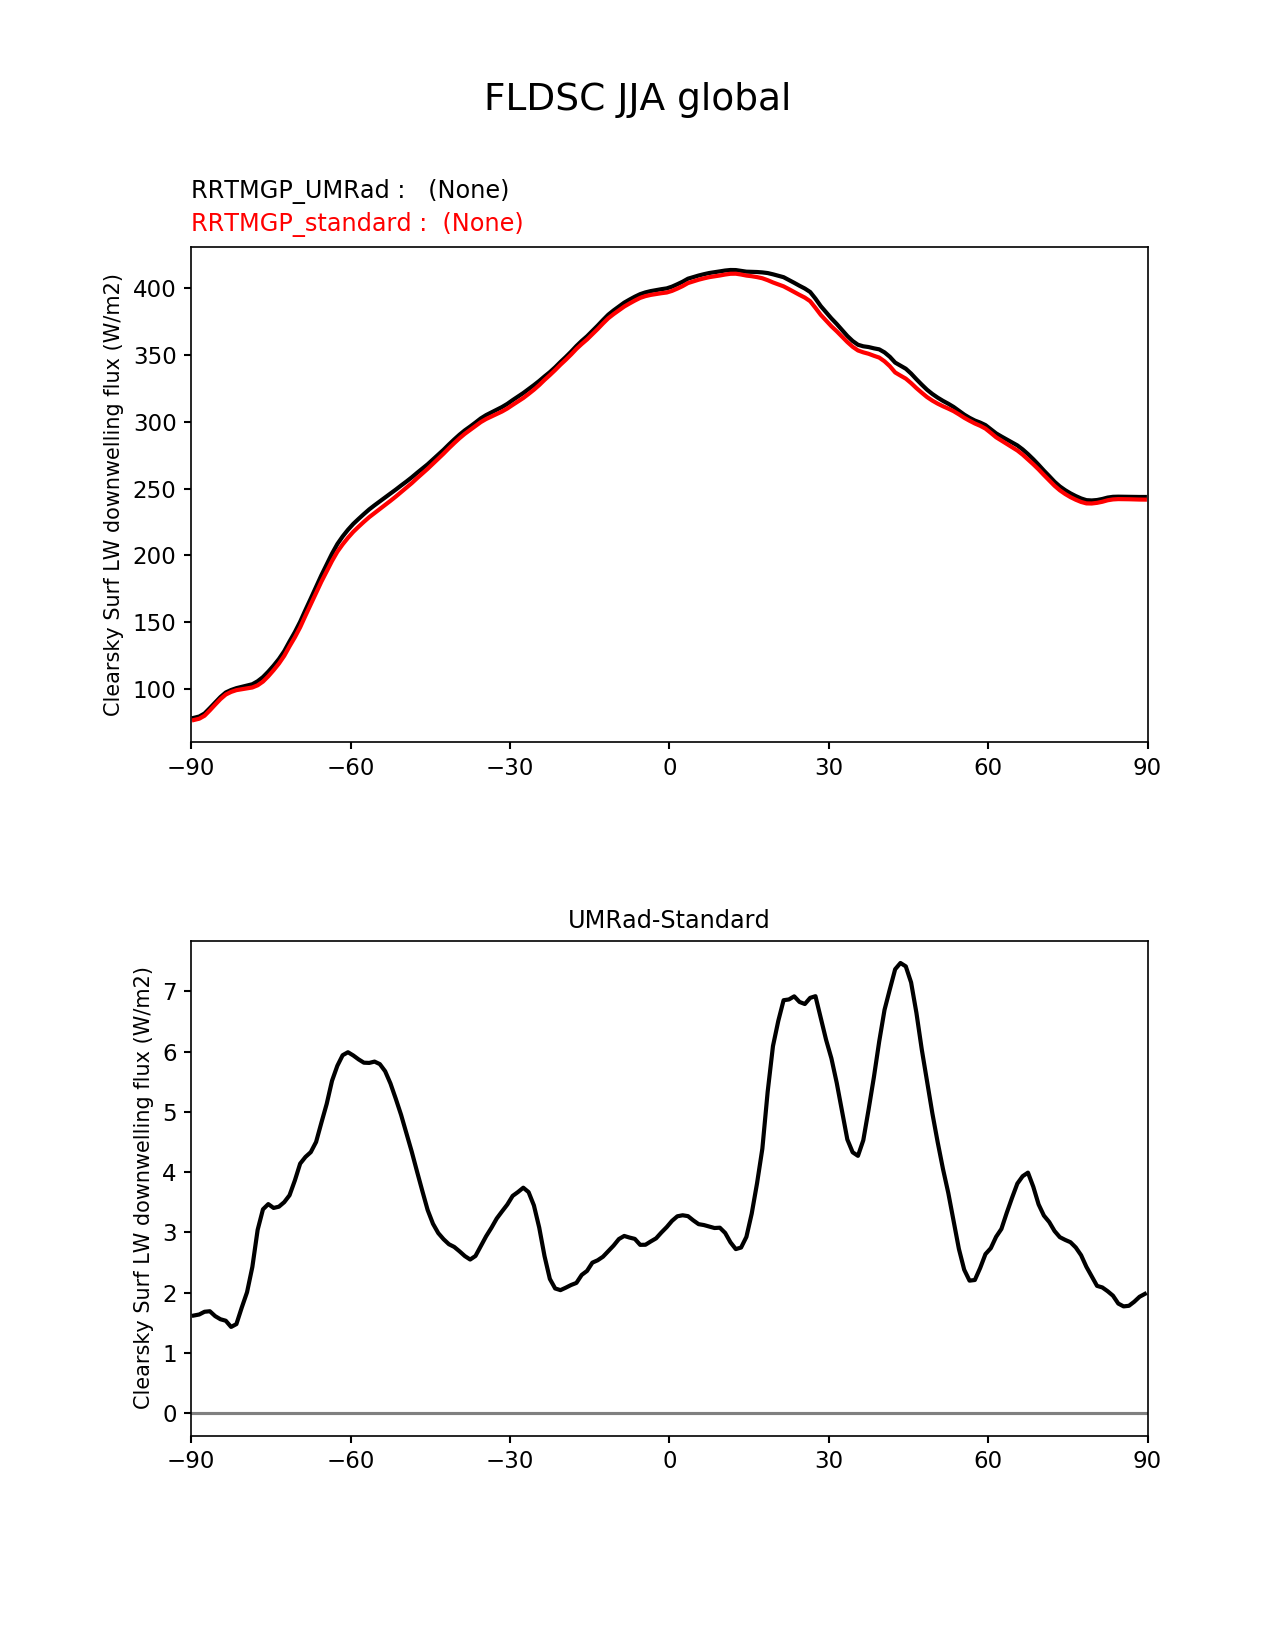 FLDSC JJA global
RRTMGP_UMRad :   (None)
RRTMGP_standard :  (None)
Clearsky Surf LW downwelling flux (W/m2)
400
350
300
250
200
150
100
−90 −60 −30 0 30 60 90
UMRad-Standard
Clearsky Surf LW downwelling flux (W/m2)
7
6
5
4
3
2
1
0
−90 −60 −30 0 30 60 90